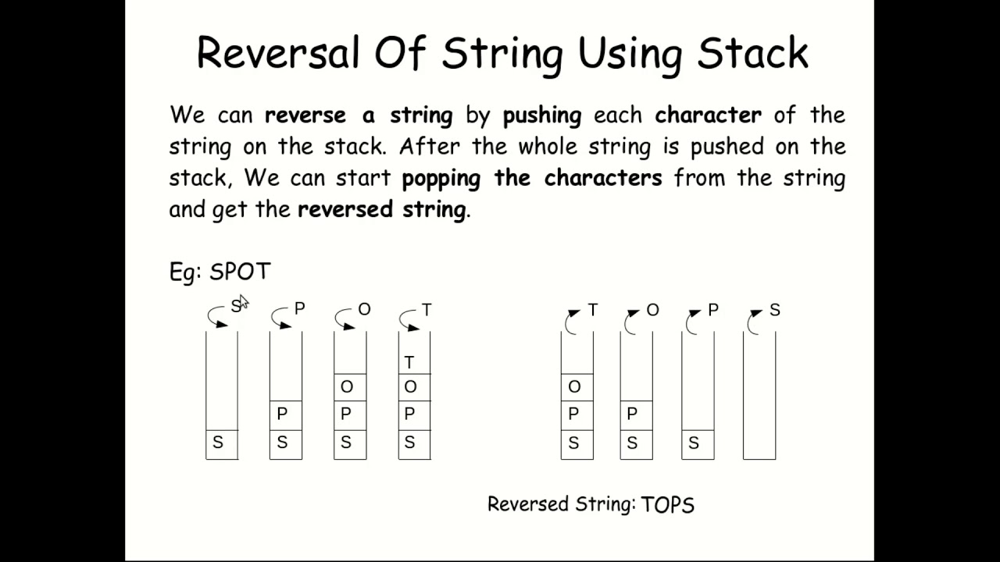 Reversal Of String Using Stack
We can reverse a string by pushing each character of the
string on the stack. After the whole string is pushed on the
stack, We can start popping the characters from the string
and get the reversed string.
Eg: SPOT
S P O T T O P S
T
O O O
P P P P P
S S S S S S S
Reversed String: TOPS